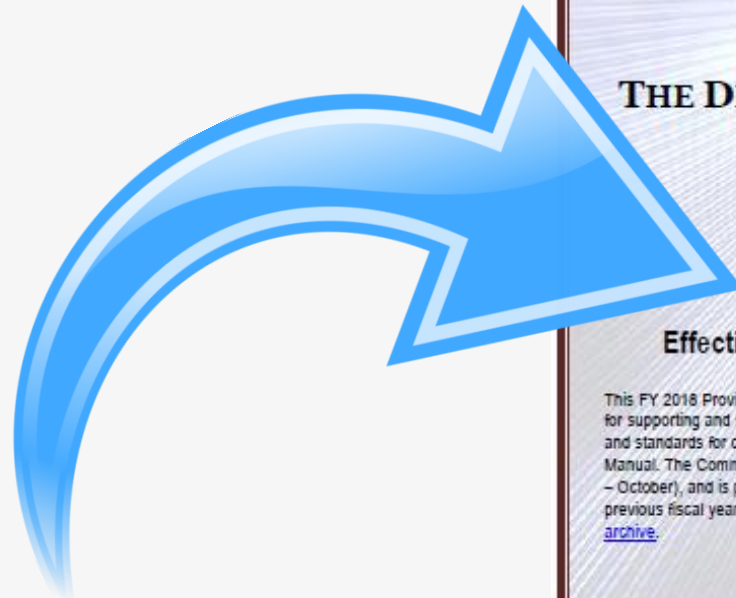 THE D
Effecti
This FY 2018 Provi
for supporting and
and standards for c
Manual. The Comm
– October), and is p
previous fiscal year
archive.